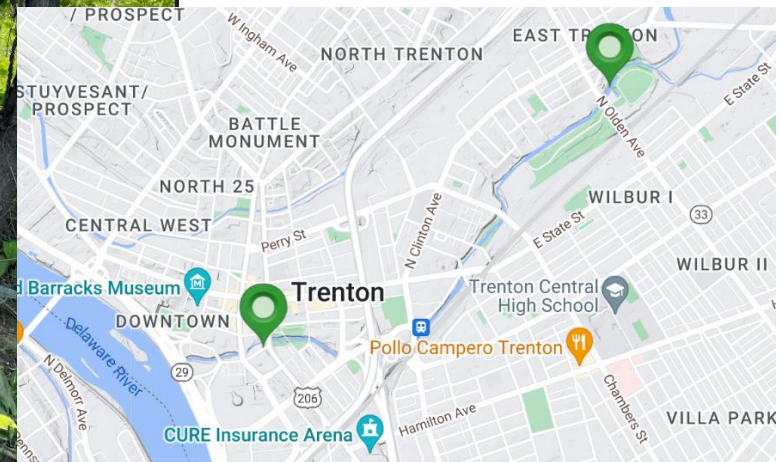 / PROSPECT
W Ingham Ave
NORTH TRENTON
EAST TR
ON
E State St
STUYVESANT/
PROSPECT
BATTLE
MONUMENT
N Olden Ave
NORTH 25
WILBUR I
33
CENTRAL WEST
Perry St
N Clinton Ave
E State St
WILBUR II
d Barracks Museum
Trenton
Trenton Central
High School
DOWNTOWN
Delaware River
Pollo Campero Trenton
29
N Delmorr Ave
206
Chambers St
Hamilton Ave
VILLA PARK
CURE Insurance Arena
Penns